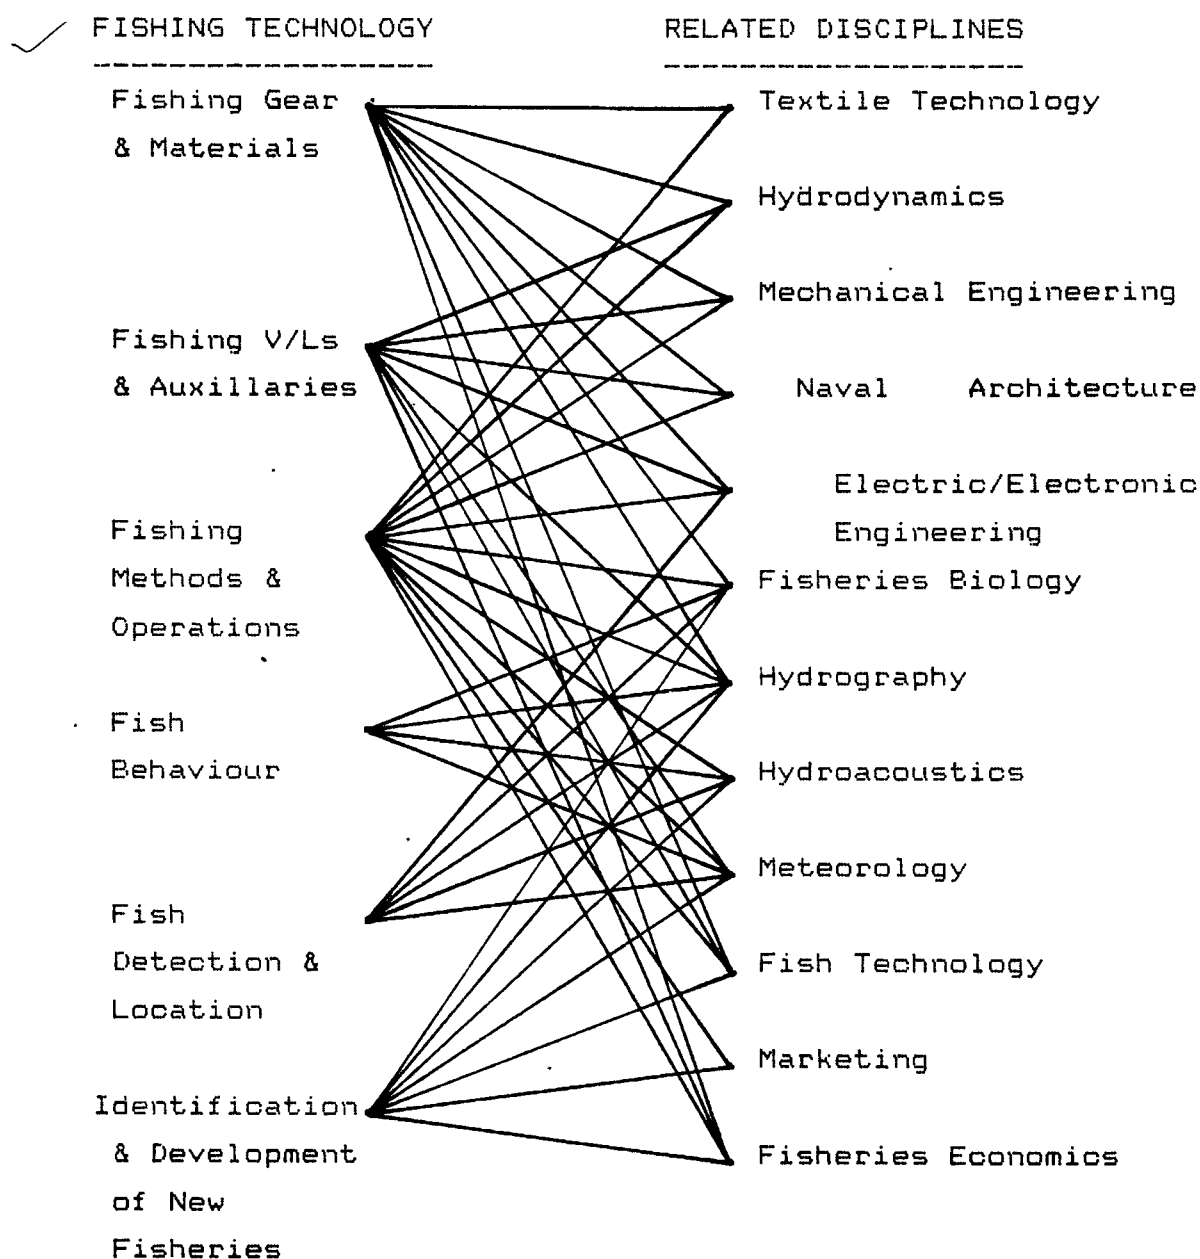 FISHING TECHNOLOGY
RELATED DISCIPLINES
Fishing Gear
& Materials
Fishing V/Ls
& Auxillaries
Fishing
Methods &
Operations
Fish
Behaviour
Fish
Detection &
Location
Identification
& Development
of New
Fisheries
Textile Technology
Hydrodynamics
Mechanical Engineering
Naval Architecture
Electric/Electronic
Engineering
Fisheries Biology
Hydrography
Hydroacoustics
Meteorology
Fish Technology
Marketing
Fisheries Economics